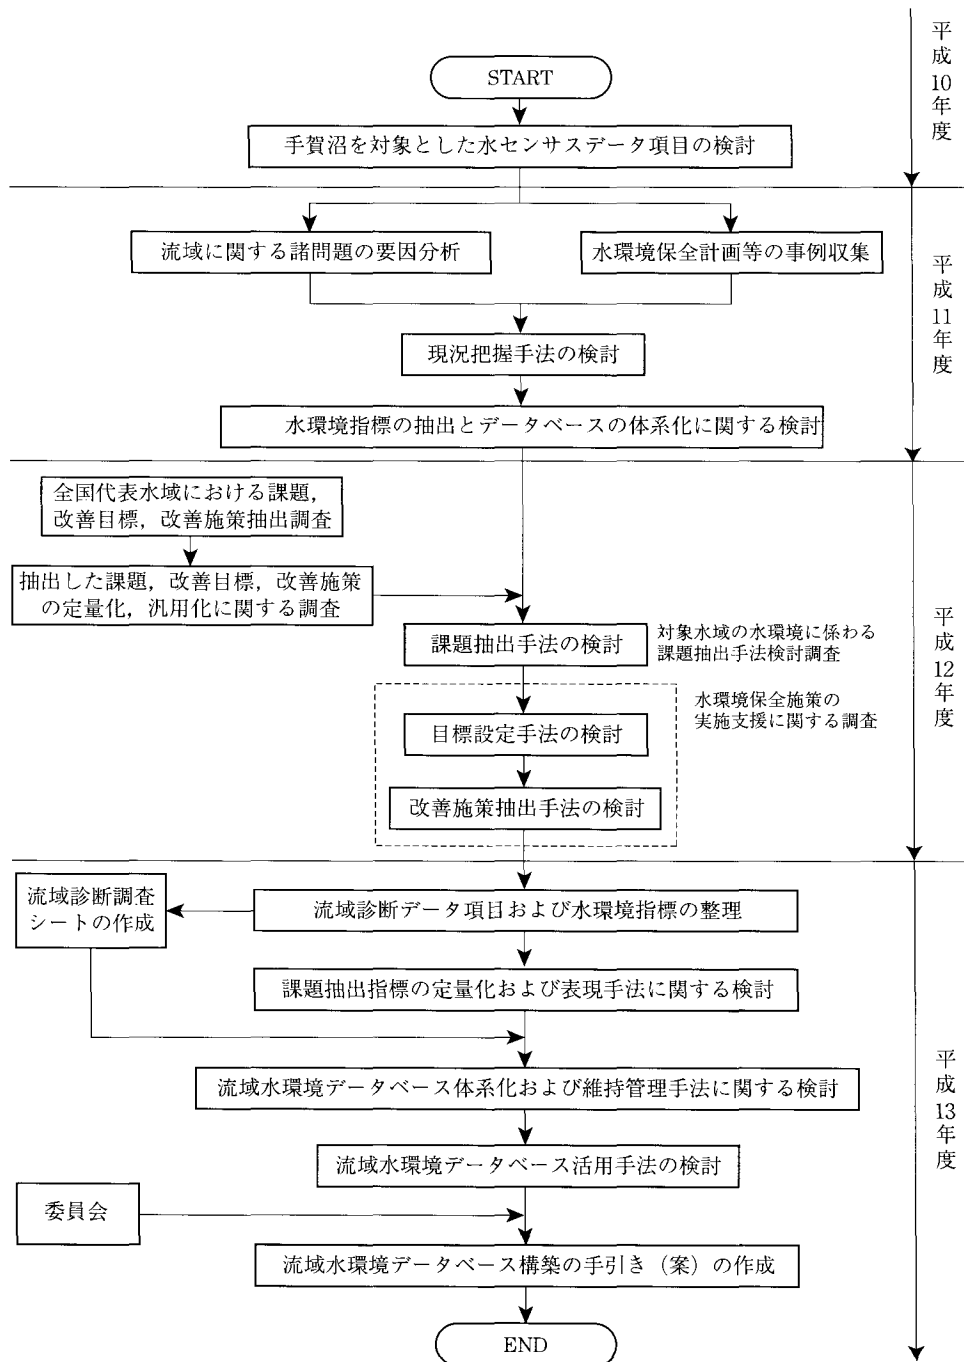 平成10年度
START
手賀沼を対象とした水センサスデータ項目の検討
流域に関する諸問題の要因分析
水環境保全計画等の事例収集
平成11年度
現況把握手法の検討
水環境指標の抽出とデータベースの体系化に関する検討
全国代表水域における課題，
改善目標，改善施策抽出調査
抽出した課題，改善目標，改善施策
の定量化，汎用化に関する調査
課題抽出手法の検討
対象水域の水環境に係わる
課題抽出手法検討調査
平成12年度
水環境保全施策の
実施支援に関する調査
目標設定手法の検討
改善施策抽出手法の検討
流域診断調査
シートの作成
流域診断データ項目および水環境指標の整理
課題抽出指標の定量化および表現手法に関する検討
平成13年度
流域水環境データベース体系化および維持管理手法に関する検討
流域水環境データベース活用手法の検討
委員会
流域水環境データベース構築の手引き（案）の作成
END